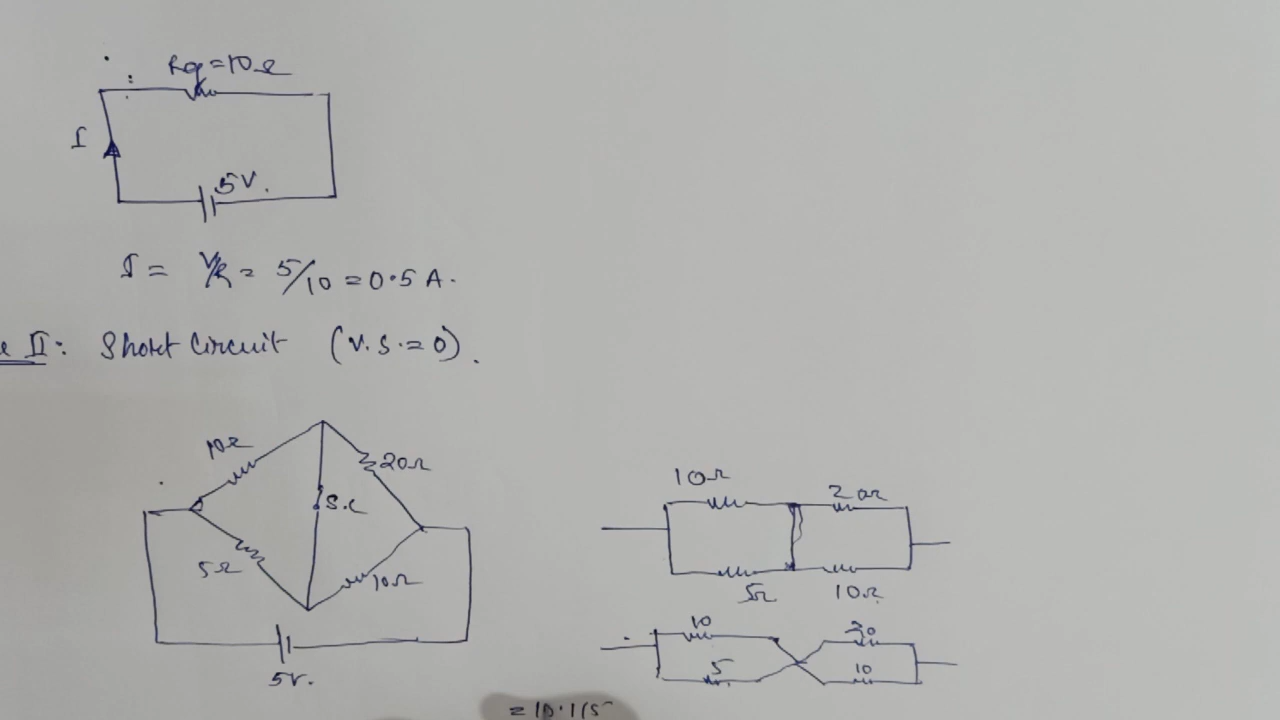 Req = 10Ω
I
5V.
I = V/R = 5/10 = 0.5 A.
e II: Short Circuit (V.S. = 0).
10Ω
20Ω
S.C
5Ω
10Ω
5V.
10Ω
20Ω
5Ω
10Ω
10
20
5
10